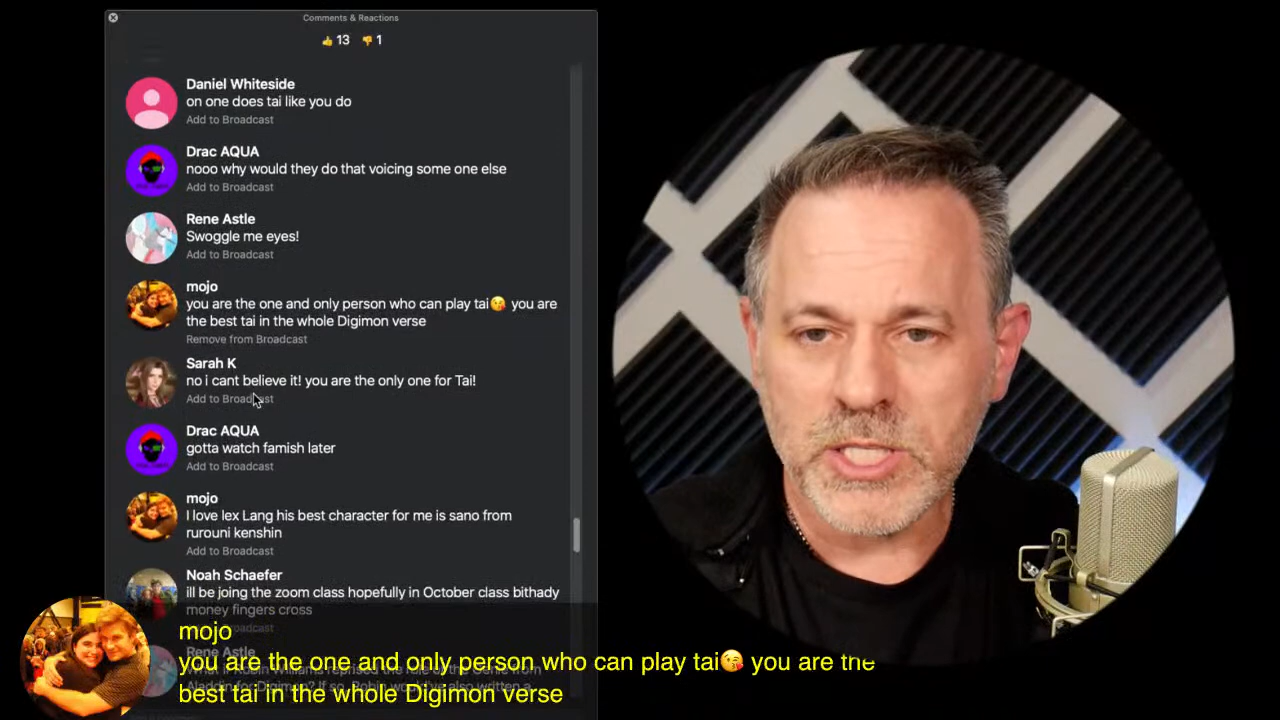 Comments & Reactions
👍 13 👎 1
Daniel Whiteside
on one does tai like you do
Add to Broadcast
Drac AQUA
nooo why would they do that voicing some one else
Add to Broadcast
Rene Astle
Swoggle me eyes!
Add to Broadcast
mojo
you are the one and only person who can play tai😘 you are
the best tai in the whole Digimon verse
Remove from Broadcast
Sarah K
no i cant believe it! you are the only one for Tai!
Add to Broadcast
Drac AQUA
gotta watch famish later
Add to Broadcast
mojo
I love lex Lang his best character for me is sano from
rurouni kenshin
Add to Broadcast
Noah Schaefer
ill be joing the zoom class hopefully in October class bithady
money fingers cross
Broadcast
Rene Astle
mojo
you are the one and only person who can play tai😘 you are the
best tai in the whole Digimon verse